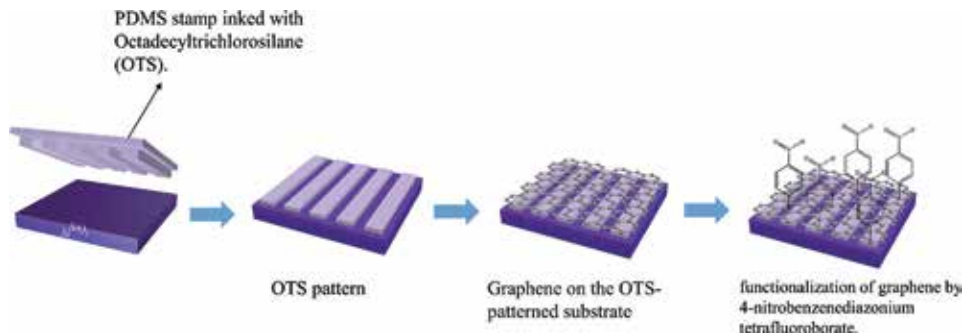 PDMS stamp inked with
Octadecyltrichlorosilane
(OTS).
OTS pattern
Graphene on the OTS-
patterned substrate
functionalization of graphene by
4-nitrobenzenediazonium
tetrafluoroborate.